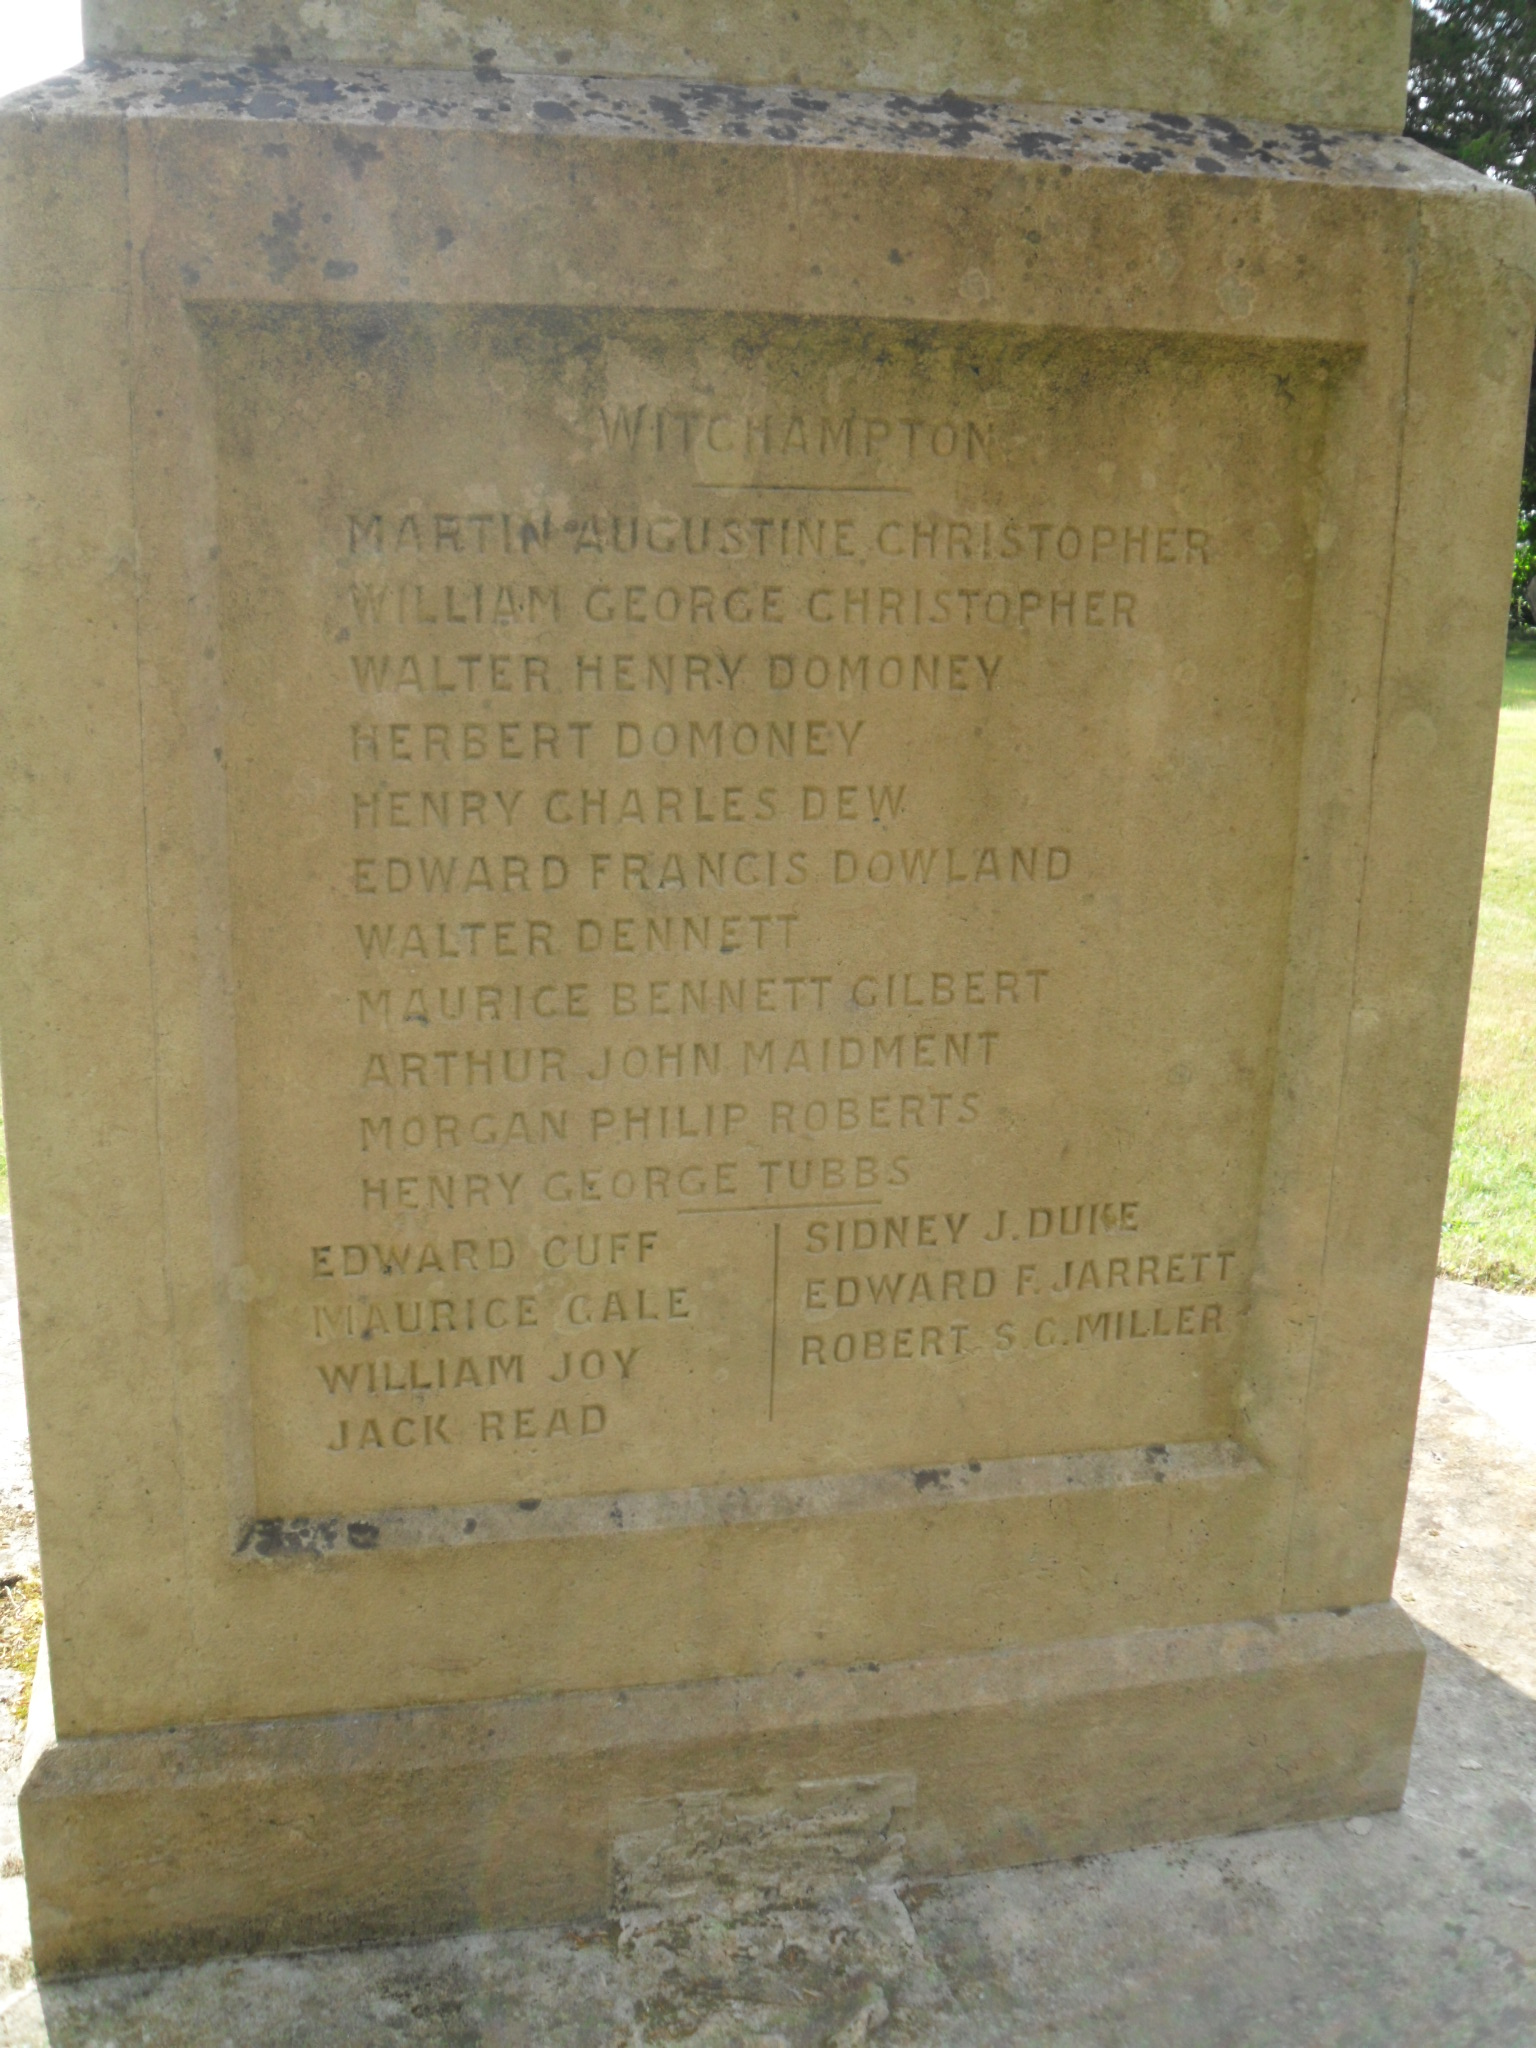 WITCHAMPTON
MARTIN AUGUSTINE CHRISTOPHER
WILLIAM GEORGE CHRISTOPHER
WALTER HENRY DOMONEY
HERBERT DOMONEY
HENRY CHARLES DEW
EDWARD FRANCIS DOWLAND
WALTER DENNETT
MAURICE BENNETT GILBERT
ARTHUR JOHN MAIDMENT
MORGAN PHILIP ROBERTS
HENRY GEORGE TUBBS
EDWARD CUFF
MAURICE GALE
WILLIAM JOY
JACK READ
SIDNEY J. DUKE
EDWARD F. JARRETT
ROBERT S. G. MILLER